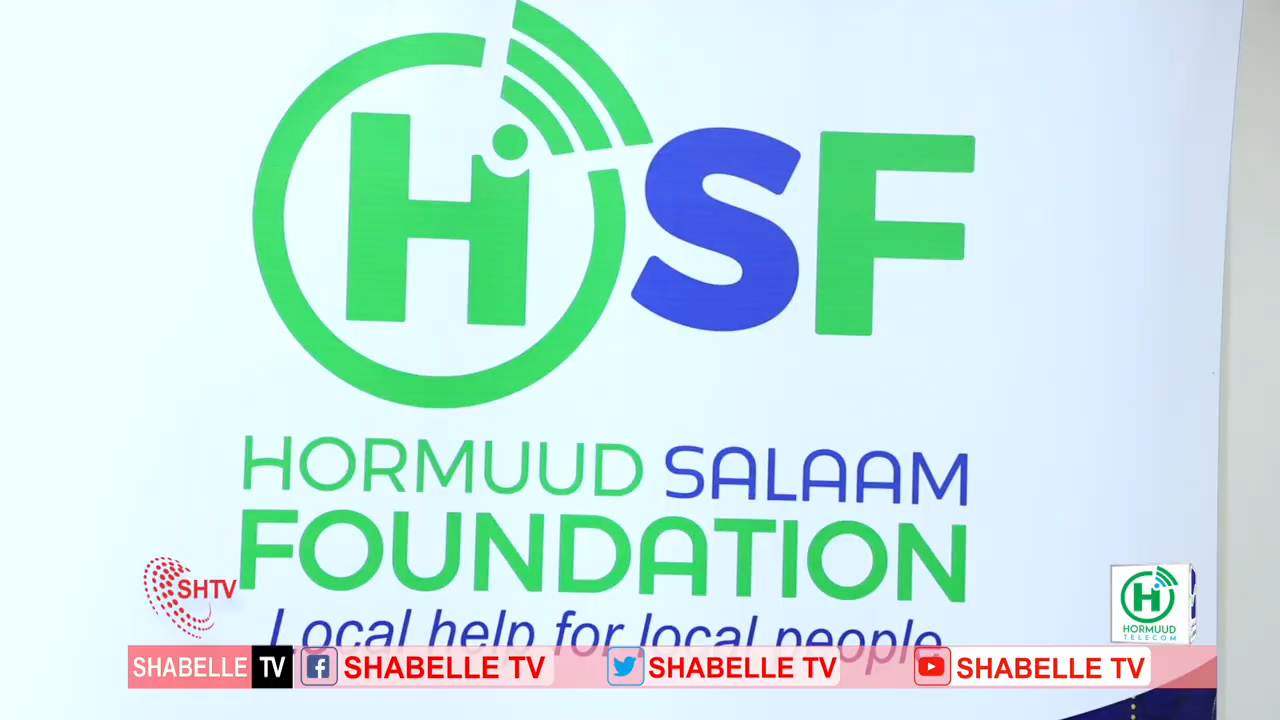 HSF
HORMUUD SALAAM
FOUNDATION
Local help for local people.
SHTV
HORMUUD
TELECOM
SHABELLE TV
SHABELLE TV
SHABELLE TV
SHABELLE TV